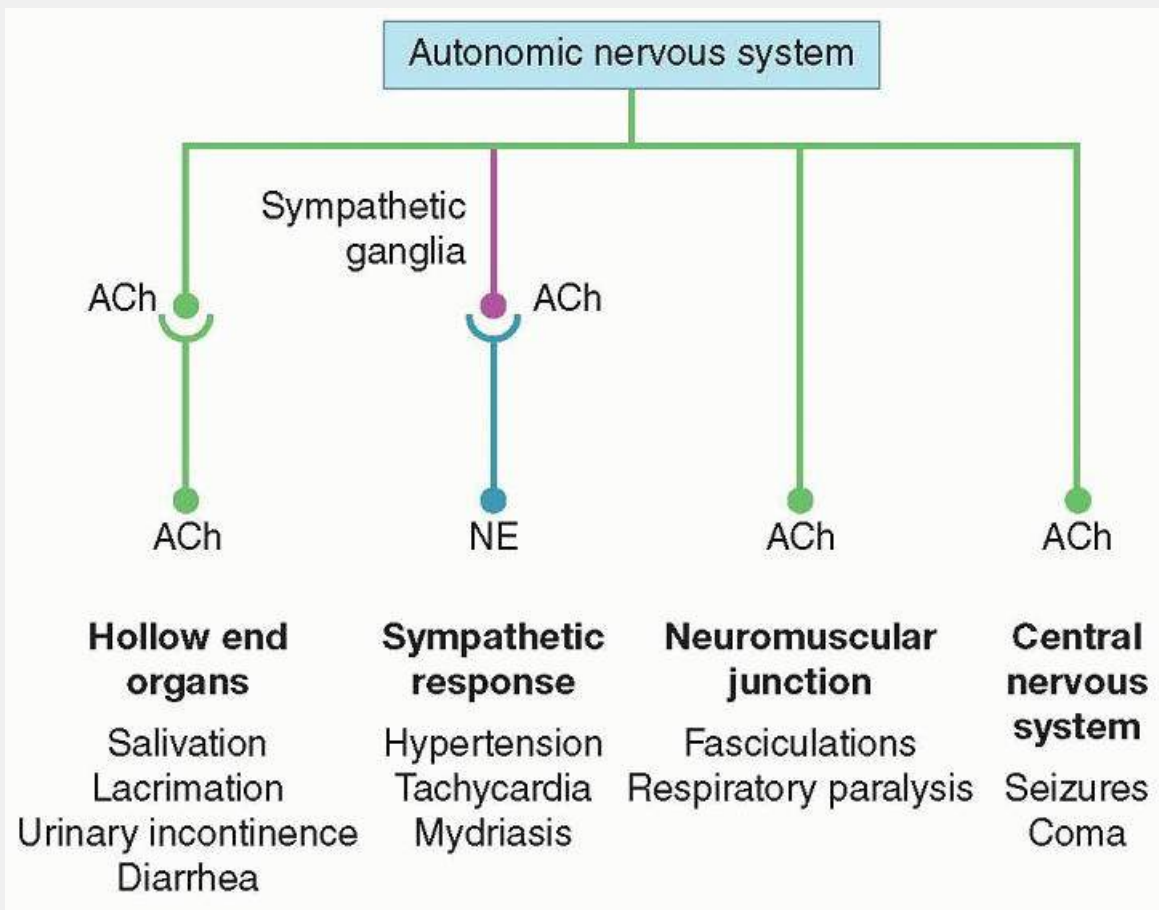 Autonomic nervous system
Sympathetic
ganglia
ACh
ACh
ACh
NE
ACh
ACh
Hollow end
organs
Salivation
Lacrimation
Urinary incontinence
Diarrhea
Sympathetic
response
Hypertension
Tachycardia
Mydriasis
Neuromuscular
junction
Fasciculations
Respiratory paralysis
Central
nervous
system
Seizures
Coma